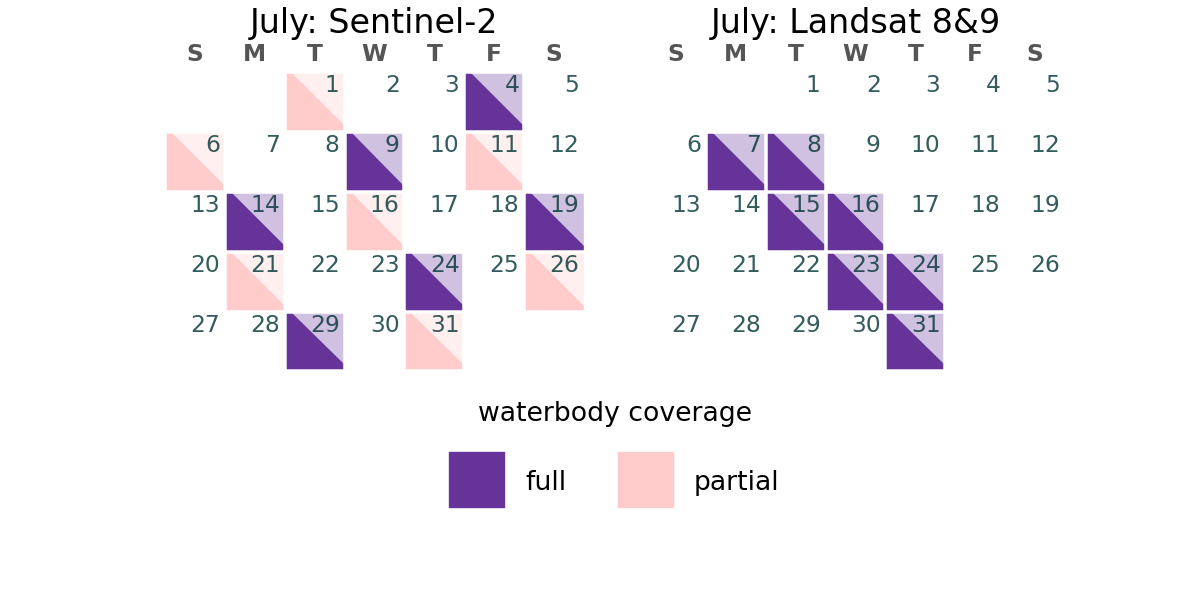 July: Sentinel-2
S M T W T F S
1 2 3 4 5
6 7 8 9 10 11 12
13 14 15 16 17 18 19
20 21 22 23 24 25 26
27 28 29 30 31
July: Landsat 8&9
S M T W T F S
1 2 3 4 5
6 7 8 9 10 11 12
13 14 15 16 17 18 19
20 21 22 23 24 25 26
27 28 29 30 31
waterbody coverage
full
partial